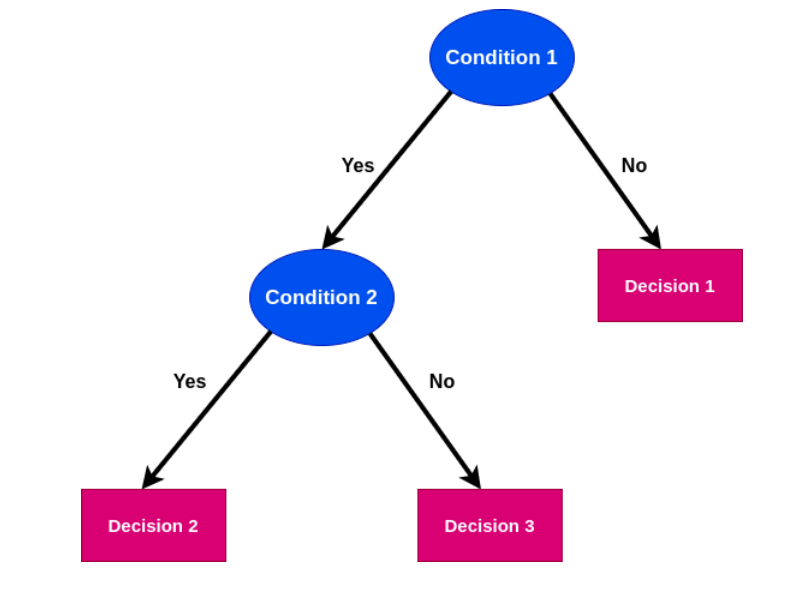 Condition 1
Yes
No
Condition 2
Decision 1
Yes
No
Decision 2
Decision 3